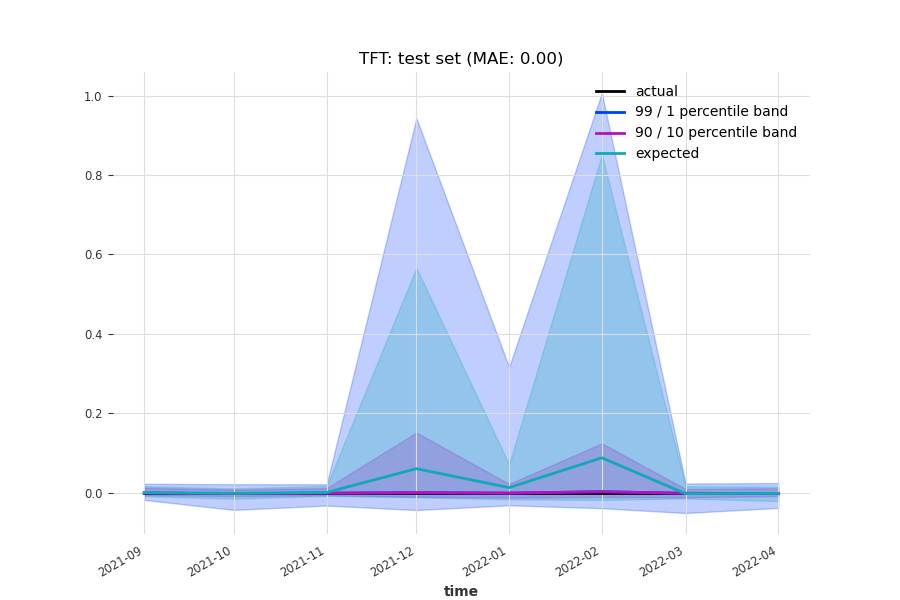 TFT: test set (MAE: 0.00)
actual
99 / 1 percentile band
90 / 10 percentile band
expected
1.0
0.8
0.6
0.4
0.2
0.0
2021-09
2021-10
2021-11
2021-12
2022-01
2022-02
2022-03
2022-04
time